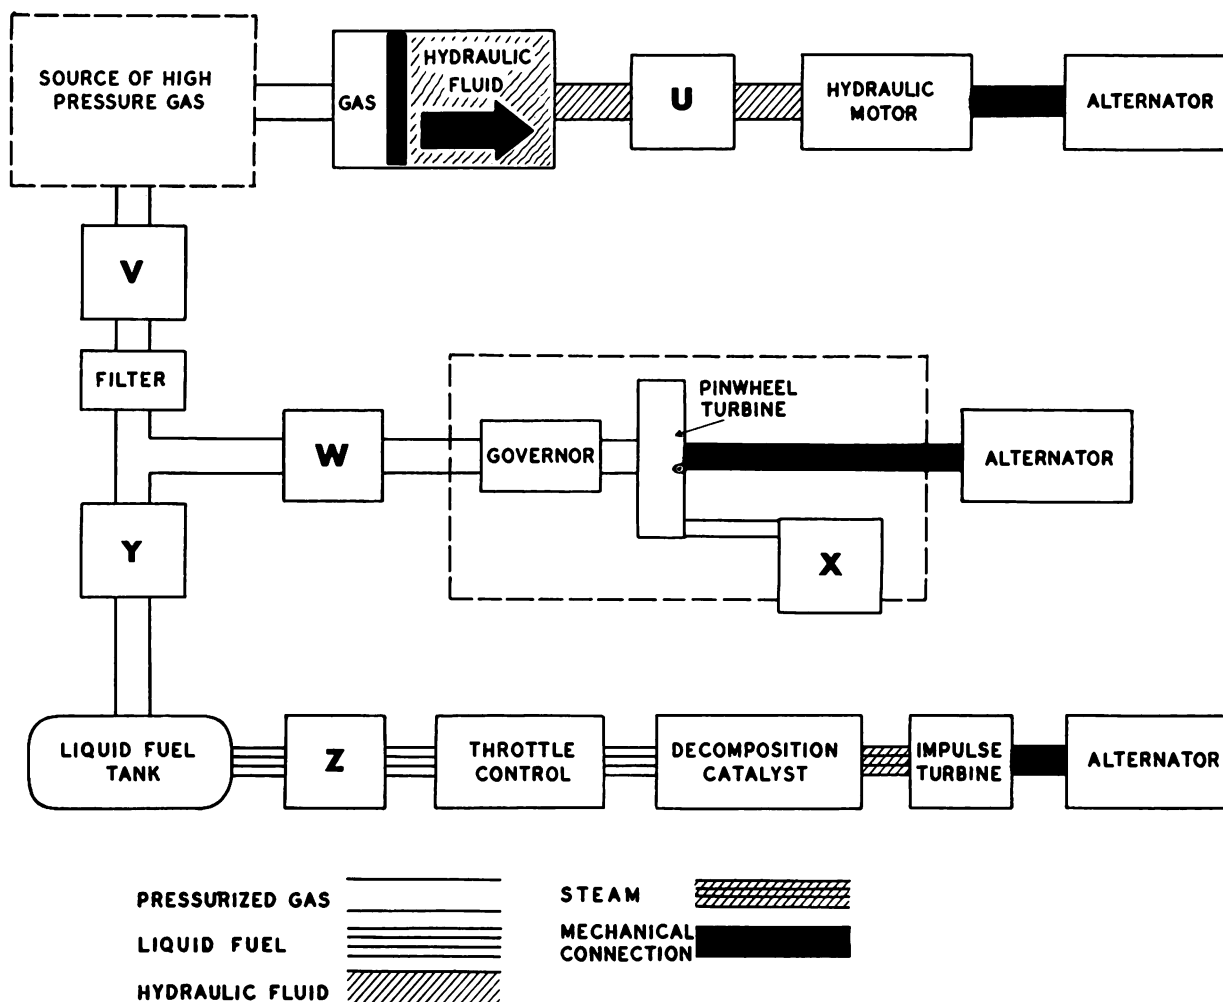 SOURCE OF HIGH
PRESSURE GAS
GAS
HYDRAULIC
FLUID
U
HYDRAULIC
MOTOR
ALTERNATOR
V
FILTER
W
GOVERNOR
PINWHEEL
TURBINE
ALTERNATOR
Y
X
LIQUID FUEL
TANK
Z
THROTTLE
CONTROL
DECOMPOSITION
CATALYST
IMPULSE
TURBINE
ALTERNATOR
PRESSURIZED GAS
LIQUID FUEL
HYDRAULIC FLUID
STEAM
MECHANICAL
CONNECTION